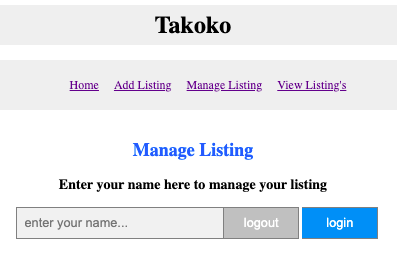 Takoko
Home Add Listing Manage Listing View Listing's
Manage Listing
Enter your name here to manage your listing
enter your name... logout login